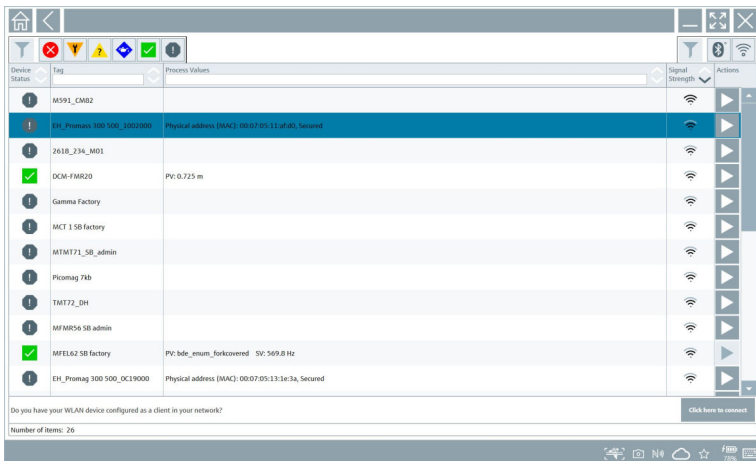 Device Status
Tag
Process Values
Signal Strength
Actions
M591_CM82
EH_Promass 300 500_1002000 Physical address (MAC): 00:07:05:11:af:d0, Secured
2618_234_M01
DCM-FMR20 PV: 0.725 m
Gamma Factory
MCT 1 SB factory
MTMT71_SB_admin
Picomag 7kb
TMT72_DH
MFMR56 SB admin
MFEL62 SB factory PV: bde_enum_forkcovered SV: 569.8 Hz
EH_Promag 300 500_0C19000 Physical address (MAC): 00:07:05:13:1e:3a, Secured
Do you have your WLAN device configured as a client in your network? Click here to connect
Number of items: 26
78%